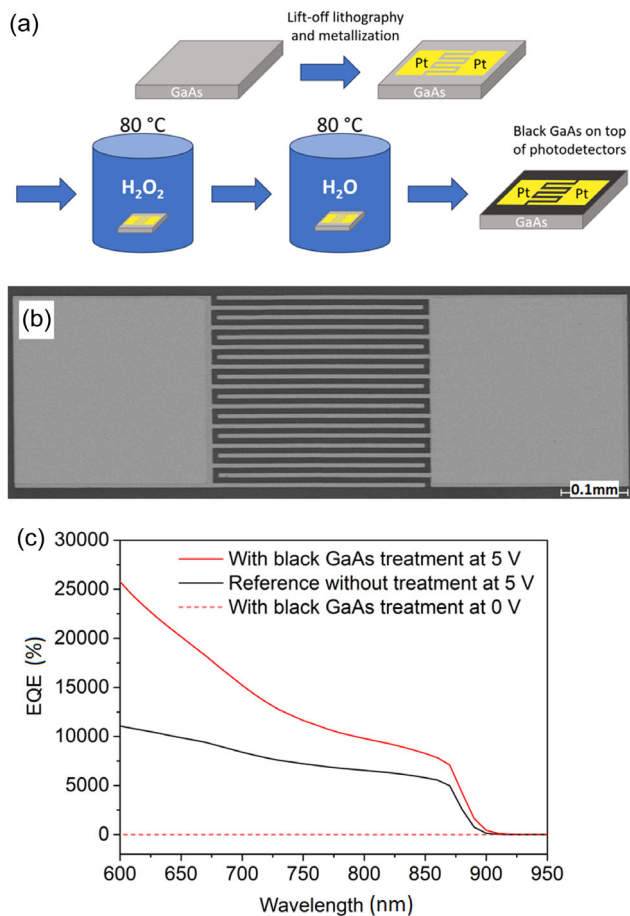 (a)
Lift-off lithography
and metallization
GaAs
Pt
Pt
GaAs
80 °C
H₂O₂
80 °C
H₂O
Black GaAs on top
of photodetectors
Pt
Pt
GaAs
(b)
0.1mm
(c)
30000
25000
20000
15000
10000
5000
0
EQE (%)
With black GaAs treatment at 5 V
Reference without treatment at 5 V
With black GaAs treatment at 0 V
600 650 700 750 800 850 900 950
Wavelength (nm)